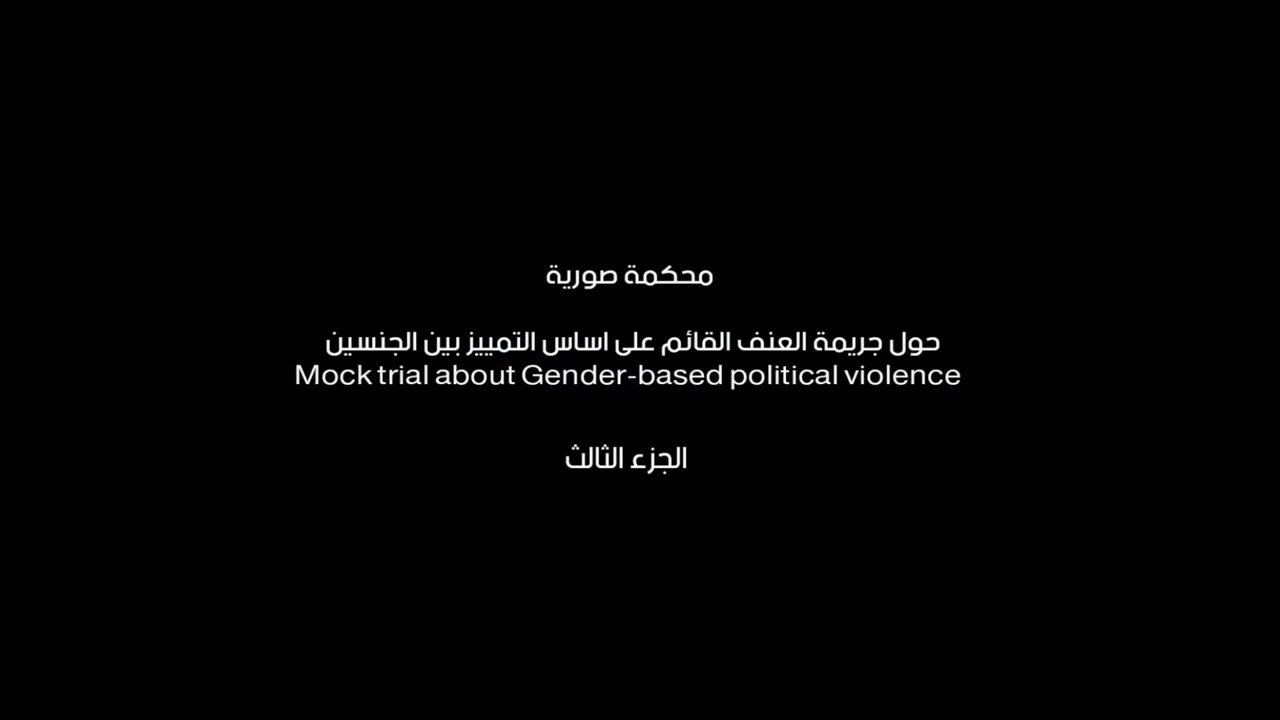 محكمة صورية
حول جريمة العنف القائم على اساس التمييز بين الجنسين
Mock trial about Gender-based political violence
الجزء الثالث